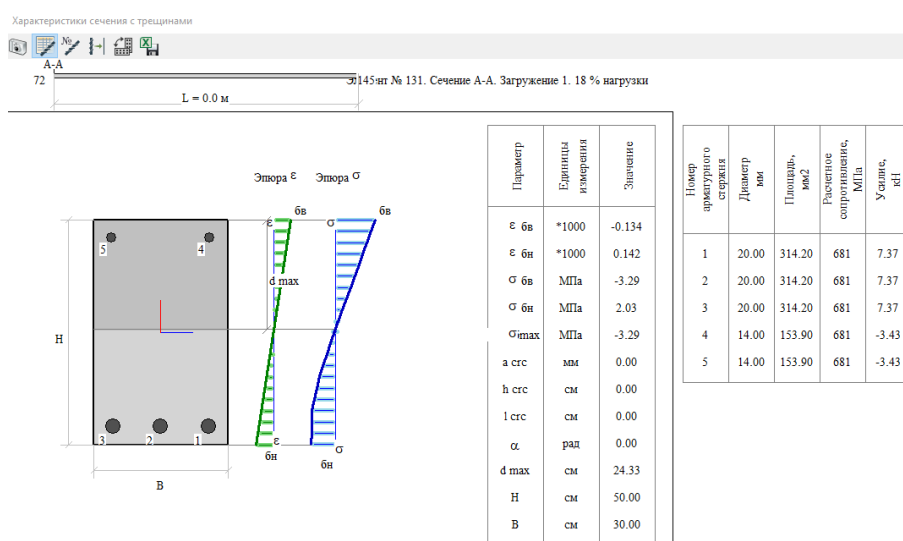 Характеристики сечения с трещинами
№
A-A
72
Э145:нт № 131. Сечение А-А. Загружение 1. 18 % нагрузки
L = 0.0 м
Эпюра ε
Эпюра σ
бв
бв
ε
σ
5
4
d max
H
3
2
1
ε
σ
бн
бн
B
Параметр
Единицы измерения
Значение
ε бв *1000 -0.134
ε бн *1000 0.142
σ бв МПа -3.29
σ бн МПа 2.03
σimax МПа -3.29
a crc мм 0.00
h crc см 0.00
l crc см 0.00
α рад 0.00
d max см 24.33
H см 50.00
B см 30.00
Номер арматурного стержня
Диаметр мм
Площадь, мм2
Расчетное сопротивление, МПа
Усилие, кН
1 20.00 314.20 681 7.37
2 20.00 314.20 681 7.37
3 20.00 314.20 681 7.37
4 14.00 153.90 681 -3.43
5 14.00 153.90 681 -3.43